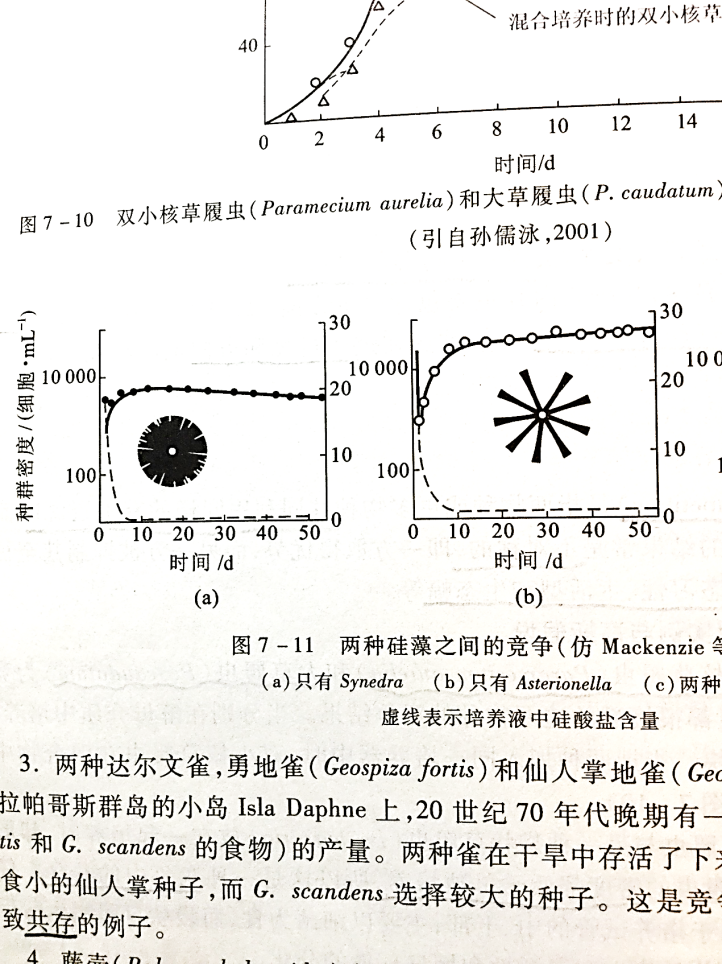 40
混合培养时的双小核草
0 2 4 6 8 10 12 14
时间/d
图 7-10 双小核草履虫(Paramecium aurelia)和大草履虫(P. caudatum)
(引自孙儒泳,2001)
种群密度/(细胞·mL⁻¹)
10 000
100
30
20
10
0
0 10 20 30 40 50
时间 /d
(a)
10 000
100
30
20
10
0
0 10 20 30 40 50
时间 /d
(b)
10 0
1
图 7-11 两种硅藻之间的竞争(仿 Mackenzie 等
(a)只有 Synedra (b)只有 Asterionella (c)两种
虚线表示培养液中硅酸盐含量
3. 两种达尔文雀,勇地雀(Geospiza fortis)和仙人掌地雀(Geo
拉帕哥斯群岛的小岛 Isla Daphne 上,20 世纪 70 年代晚期有一
tis 和 G. scandens 的食物)的产量。两种雀在干旱中存活了下来
食小的仙人掌种子,而 G. scandens 选择较大的种子。这是竞争
致共存的例子。
4. 藤壶(